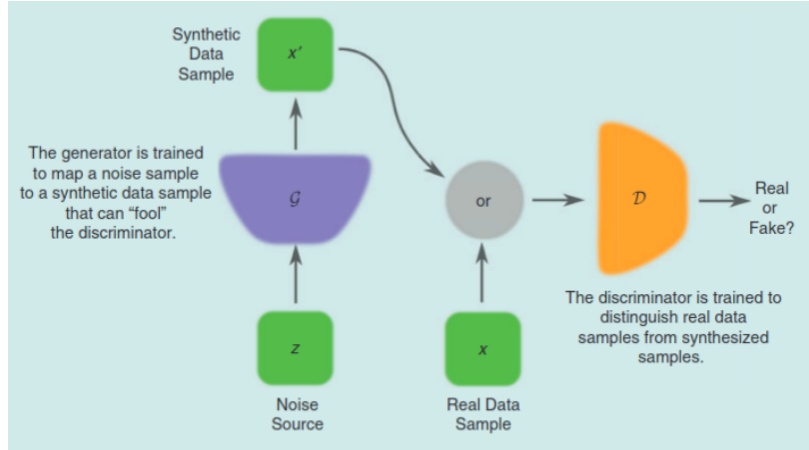 Synthetic
Data
Sample
x′
The generator is trained
to map a noise sample
to a synthetic data sample
that can “fool”
the discriminator.
𝒢
or
𝒟
Real
or
Fake?
z
x
The discriminator is trained to
distinguish real data
samples from synthesized
samples.
Noise
Source
Real Data
Sample